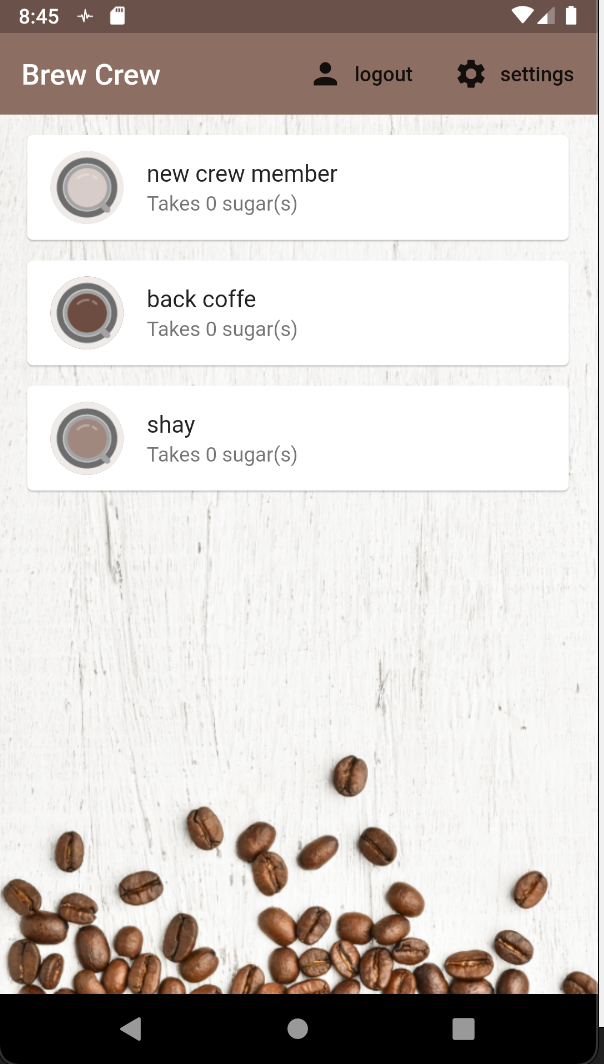 8:45
Brew Crew
logout
settings
new crew member
Takes 0 sugar(s)
back coffe
Takes 0 sugar(s)
shay
Takes 0 sugar(s)